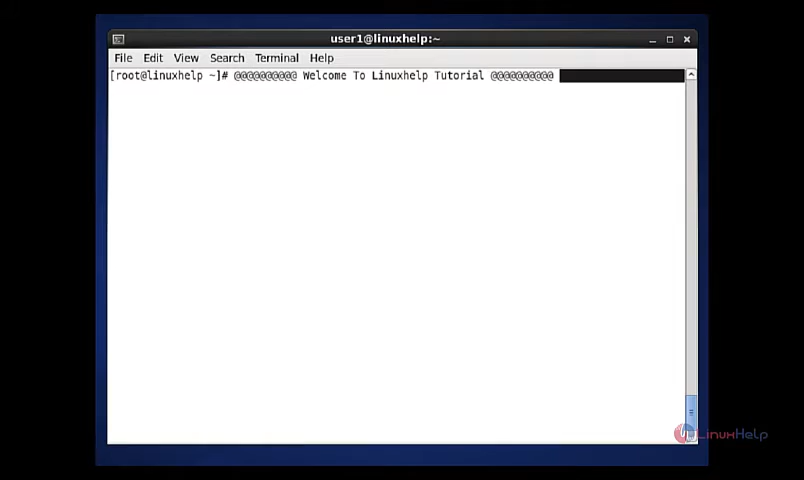 user1@linuxhelp:~
File Edit View Search Terminal Help
[root@linuxhelp ~]# @@@@@@@@@@ Welcome To Linuxhelp Tutorial @@@@@@@@@@
LinuxHelp